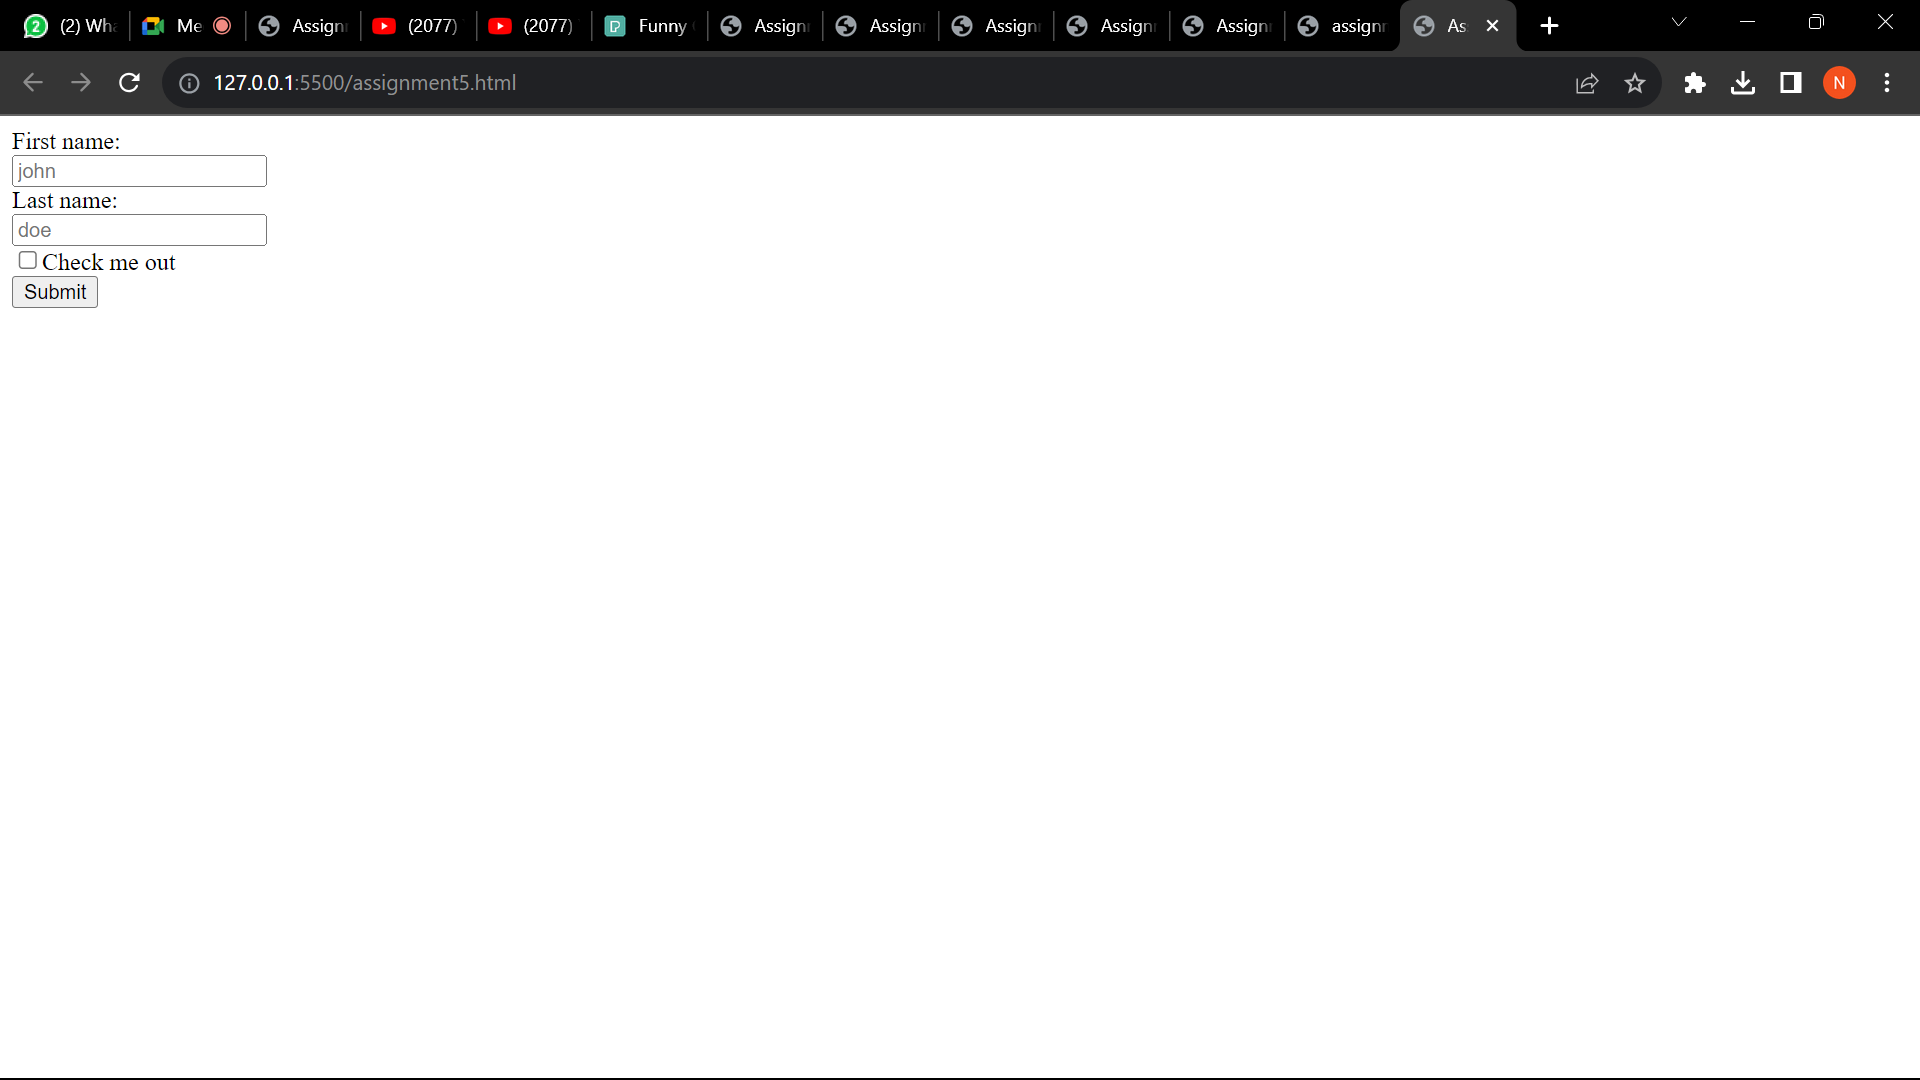 (2) Wh
Me
Assign
(2077)
(2077)
Funny
Assign
Assign
Assign
Assign
Assign
assign
As
127.0.0.1:5500/assignment5.html
N
First name:
john
Last name:
doe
Check me out
Submit